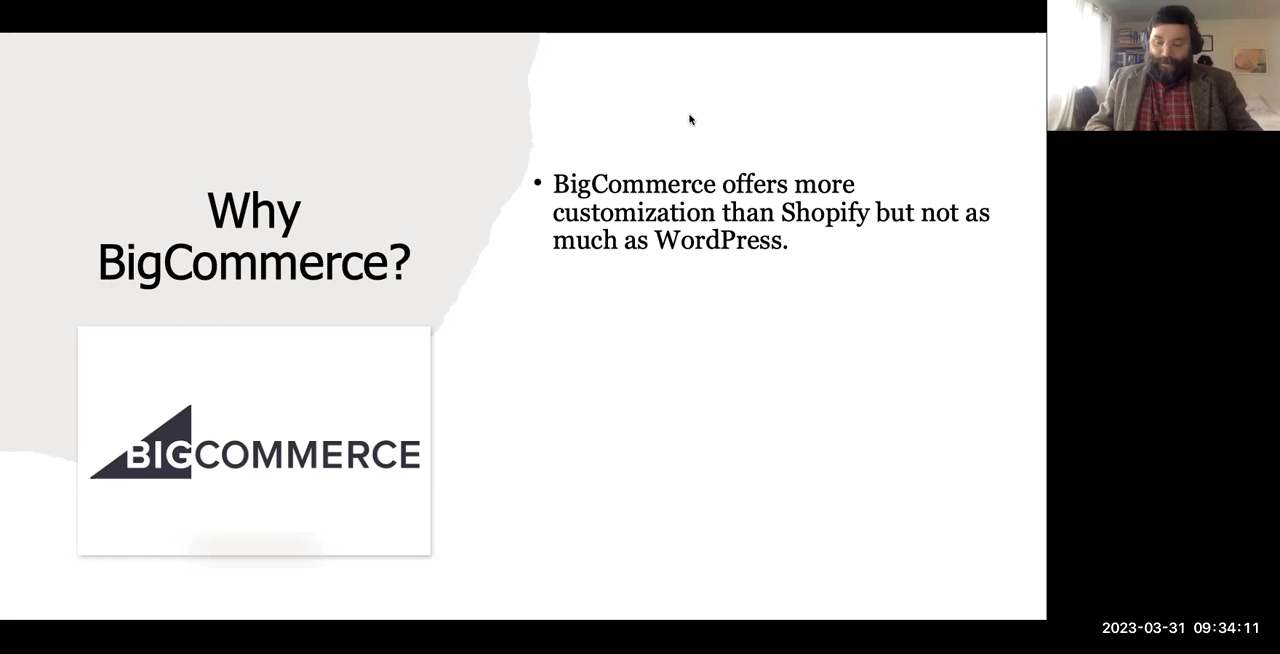 Why
BigCommerce?
BIGCOMMERCE
• BigCommerce offers more
customization than Shopify but not as
much as WordPress.
2023-03-31 09:34:11